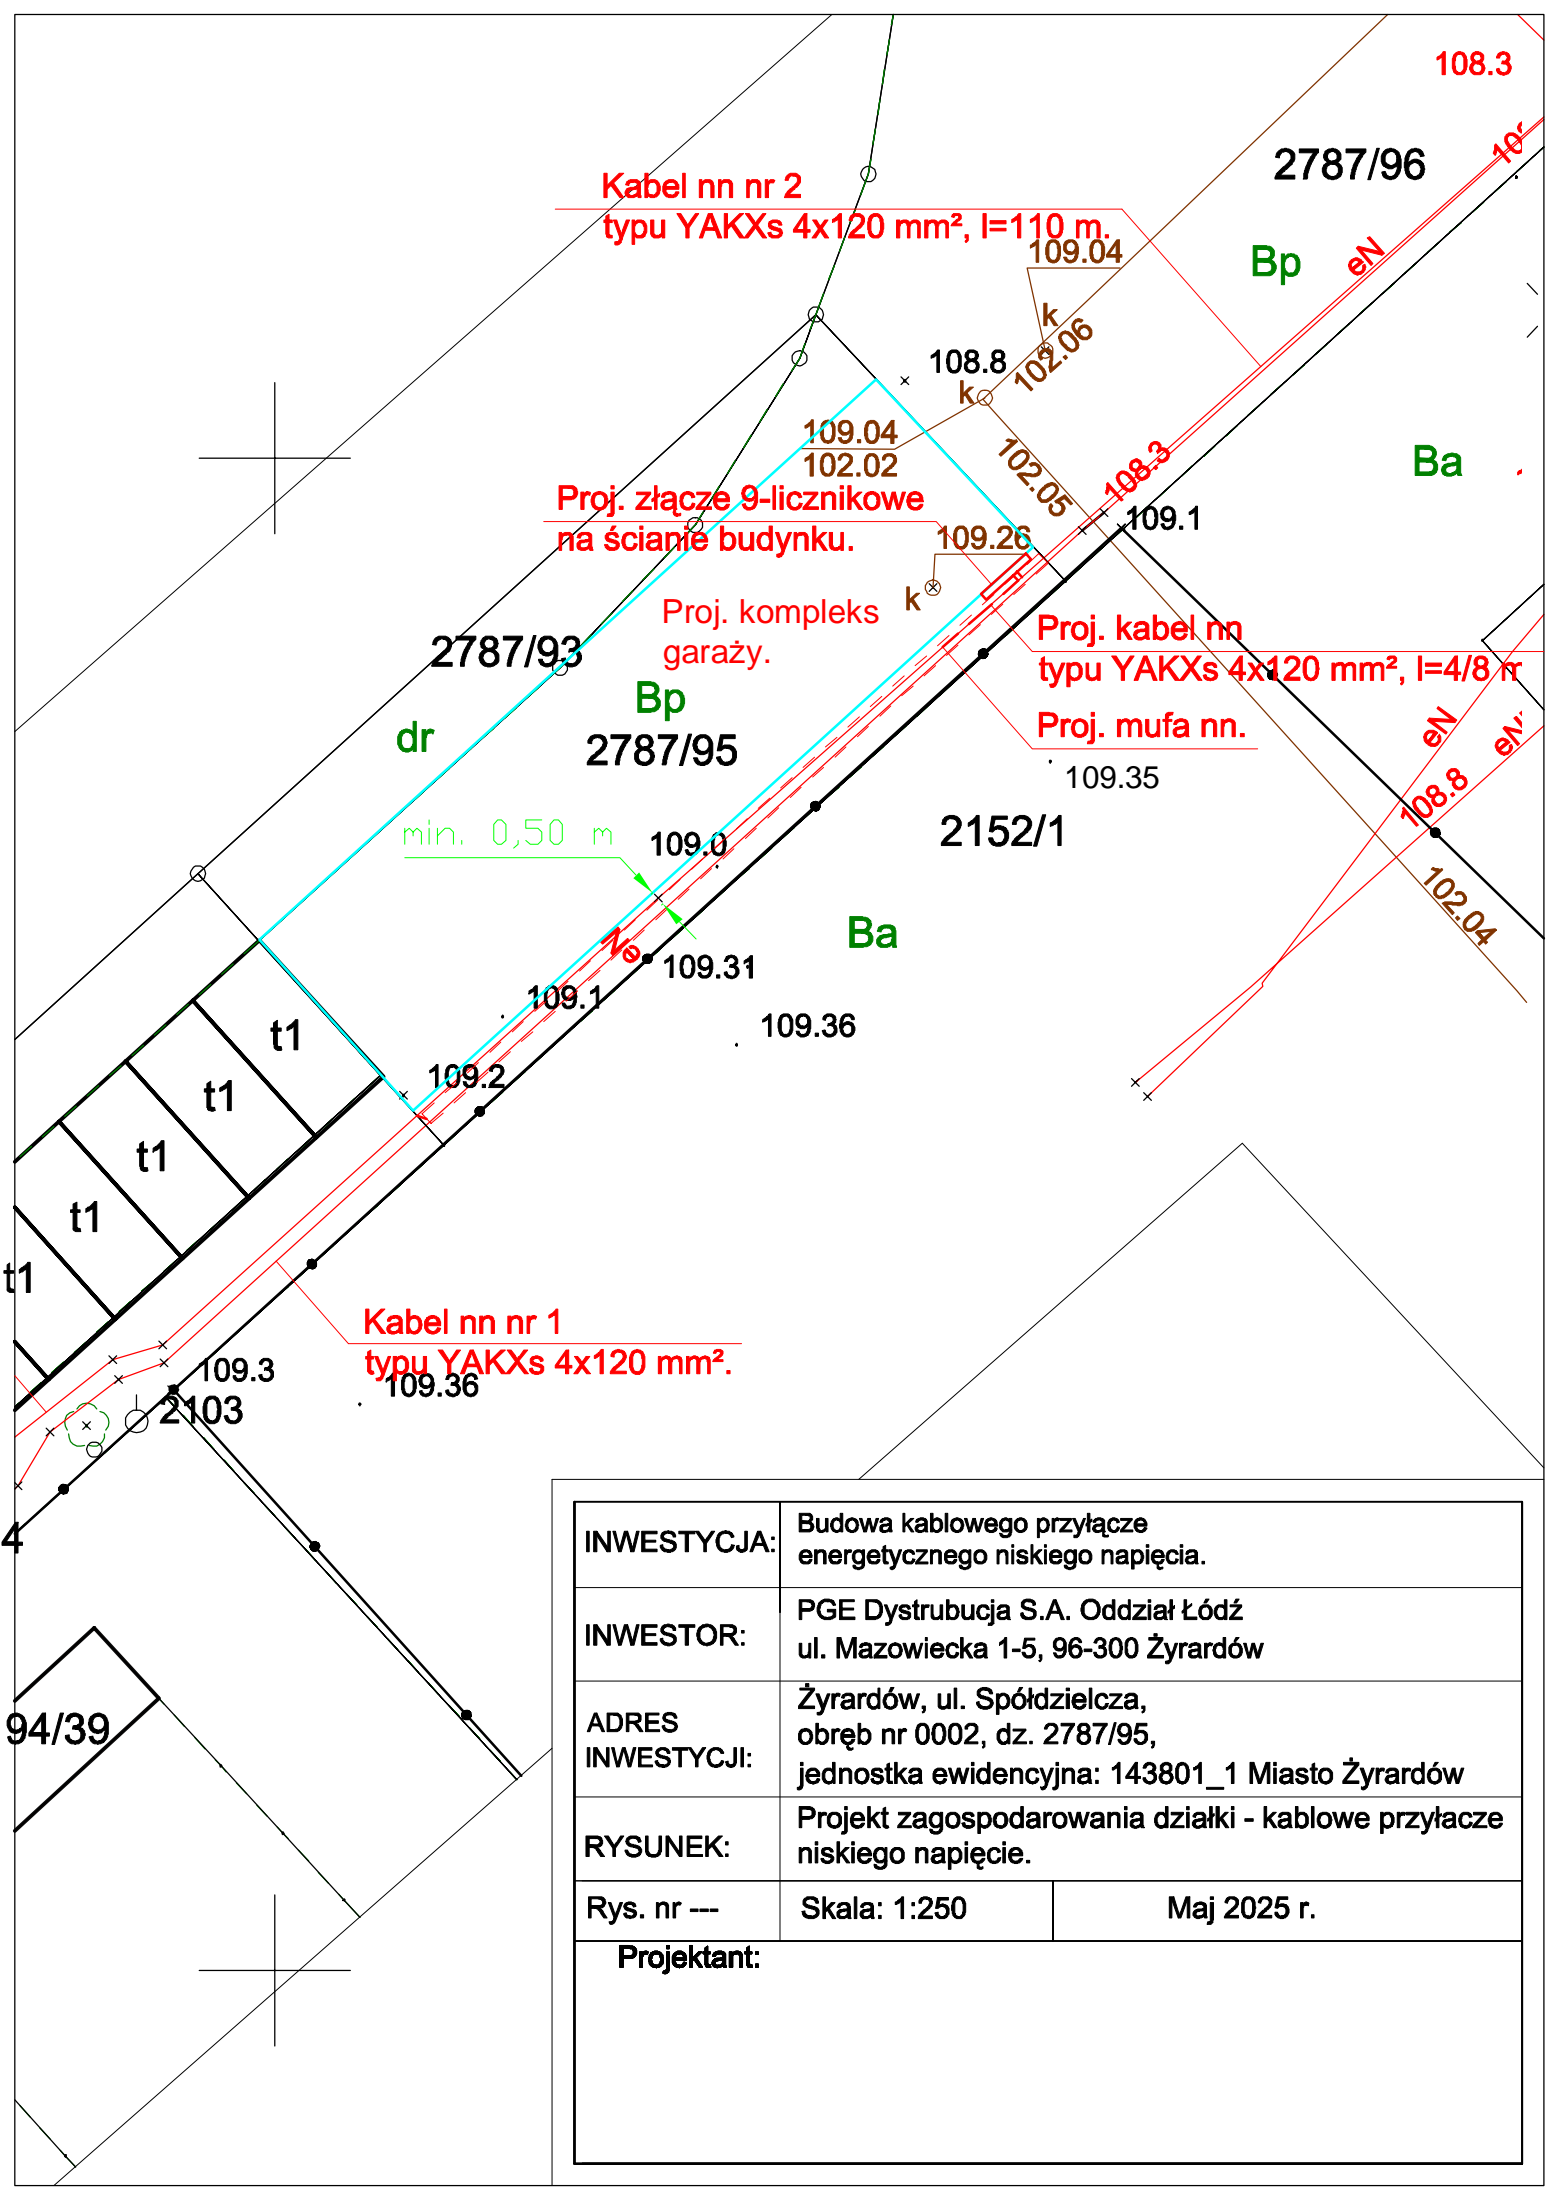 108.3
108
2787/96
Kabel nn nr 2
typu YAKXs 4x120 mm², l=110 m.
109.04
Bp
eN
k
102.06
108.8
k
109.04
102.02
102.05
108.3
Ba
Proj. złącze 9-licznikowe
na ścianie budynku.
109.26
109.1
k
Proj. kompleks
garaży.
Proj. kabel nn
typu YAKXs 4x120 mm², l=4/8 m
2787/93
Bp
dr
2787/95
Proj. mufa nn.
109.35
eN
eN
108.8
min. 0,50 m
109.0
2152/1
102.04
Ba
eN
109.31
109.1
109.36
t1
109.2
t1
t1
t1
t1
Kabel nn nr 1
typu YAKXs 4x120 mm².
109.3
109.36
2103
4
94/39
INWESTYCJA:
Budowa kablowego przyłącze
energetycznego niskiego napięcia.
INWESTOR:
PGE Dystrubucja S.A. Oddział Łódź
ul. Mazowiecka 1-5, 96-300 Żyrardów
ADRES
INWESTYCJI:
Żyrardów, ul. Spółdzielcza,
obręb nr 0002, dz. 2787/95,
jednostka ewidencyjna: 143801_1 Miasto Żyrardów
RYSUNEK:
Projekt zagospodarowania działki - kablowe przyłacze
niskiego napięcie.
Rys. nr ---
Skala: 1:250
Maj 2025 r.
Projektant: